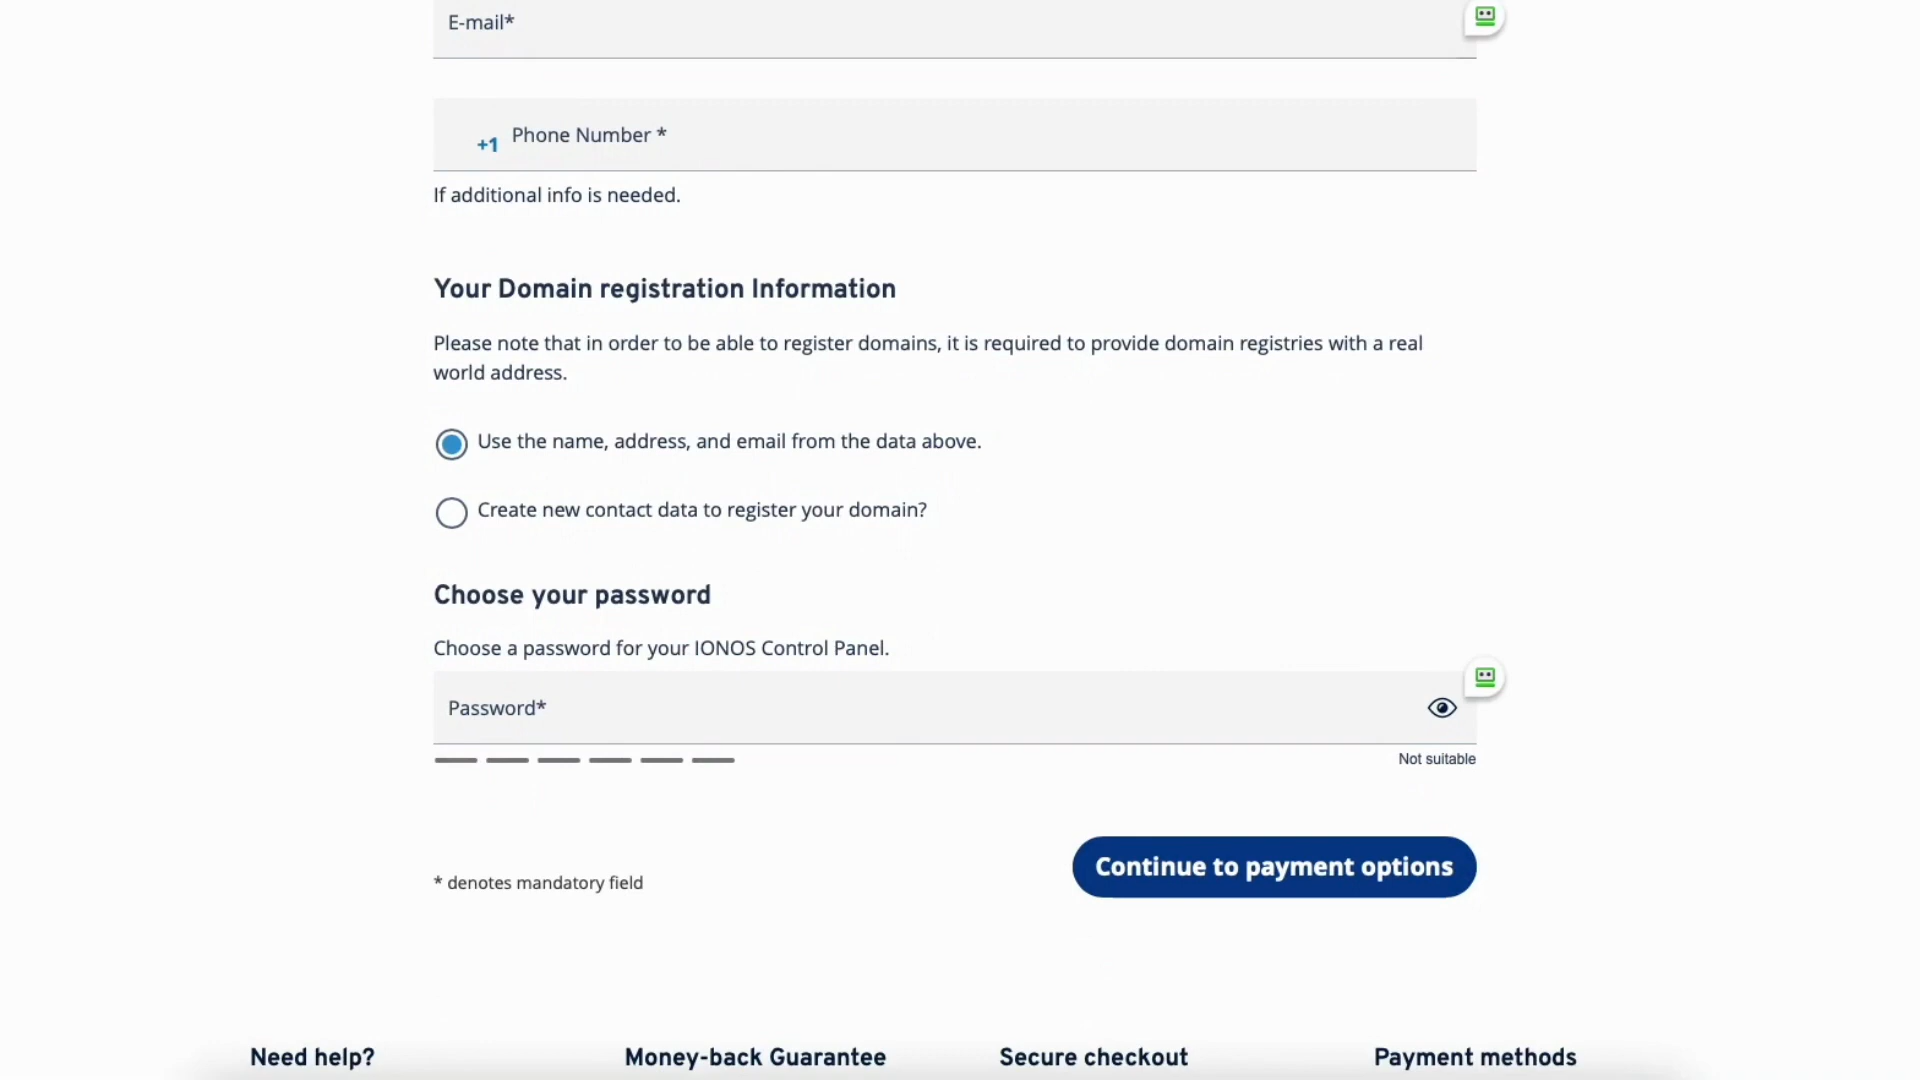 E-mail*
+1 Phone Number *
If additional info is needed.
Your Domain registration Information
Please note that in order to be able to register domains, it is required to provide domain registries with a real
world address.
Use the name, address, and email from the data above.
Create new contact data to register your domain?
Choose your password
Choose a password for your IONOS Control Panel.
Password*
Not suitable
* denotes mandatory field
Continue to payment options
Need help?
Money-back Guarantee
Secure checkout
Payment methods